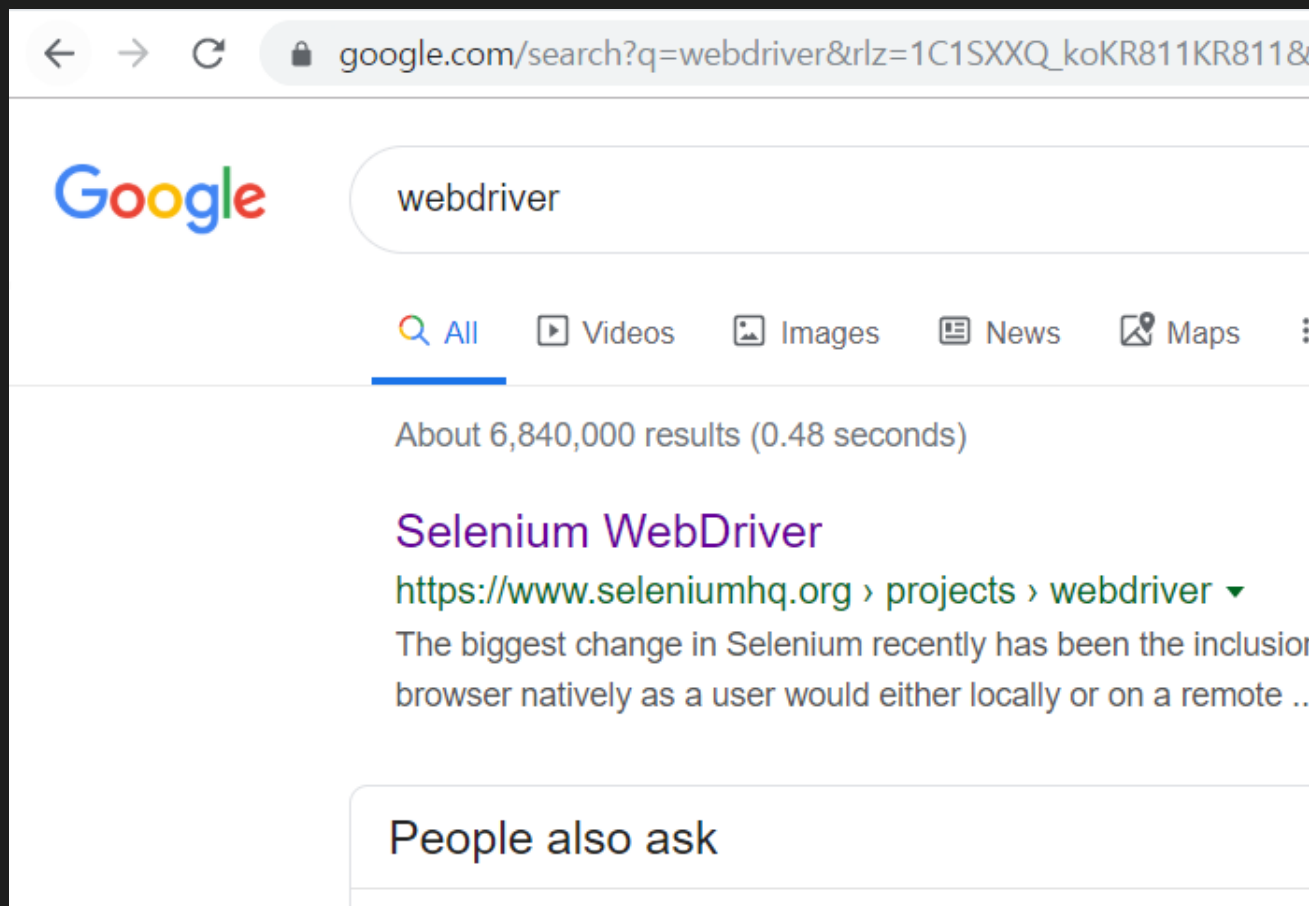 google.com/search?q=webdriver&rlz=1C1SXXQ_koKR811KR811&
Google
webdriver
All Videos Images News Maps
About 6,840,000 results (0.48 seconds)
Selenium WebDriver
https://www.seleniumhq.org › projects › webdriver
The biggest change in Selenium recently has been the inclusion
browser natively as a user would either locally or on a remote ...
People also ask